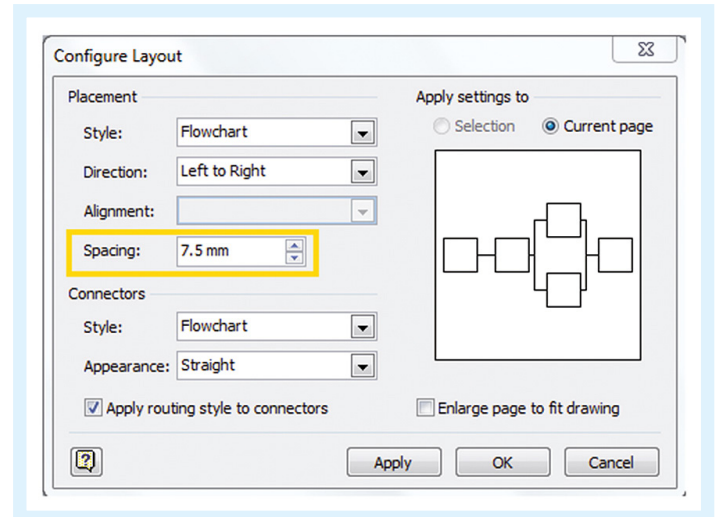 Configure Layout
Placement
Style: Flowchart
Direction: Left to Right
Alignment:
Spacing: 7.5 mm
Connectors
Style: Flowchart
Appearance: Straight
Apply routing style to connectors
Apply settings to
Selection Current page
Enlarge page to fit drawing
?
Apply OK Cancel